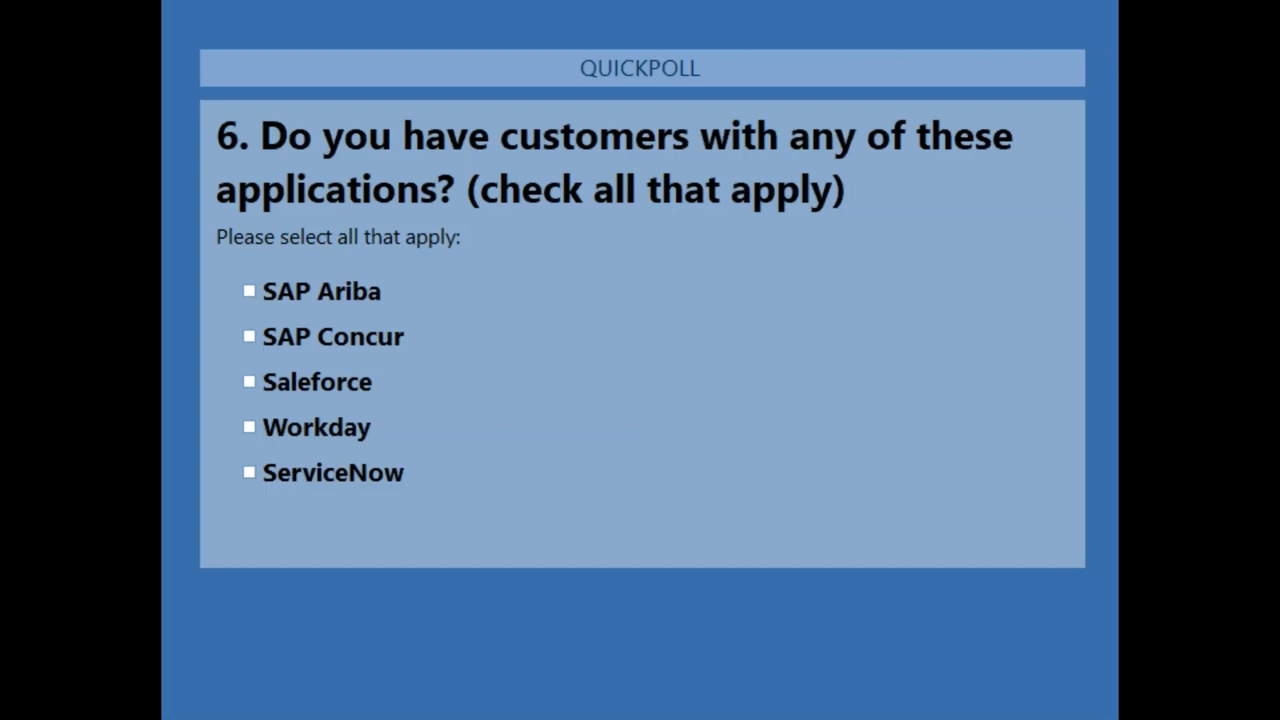 QUICKPOLL
6. Do you have customers with any of these
applications? (check all that apply)
Please select all that apply:
SAP Ariba
SAP Concur
Saleforce
Workday
ServiceNow